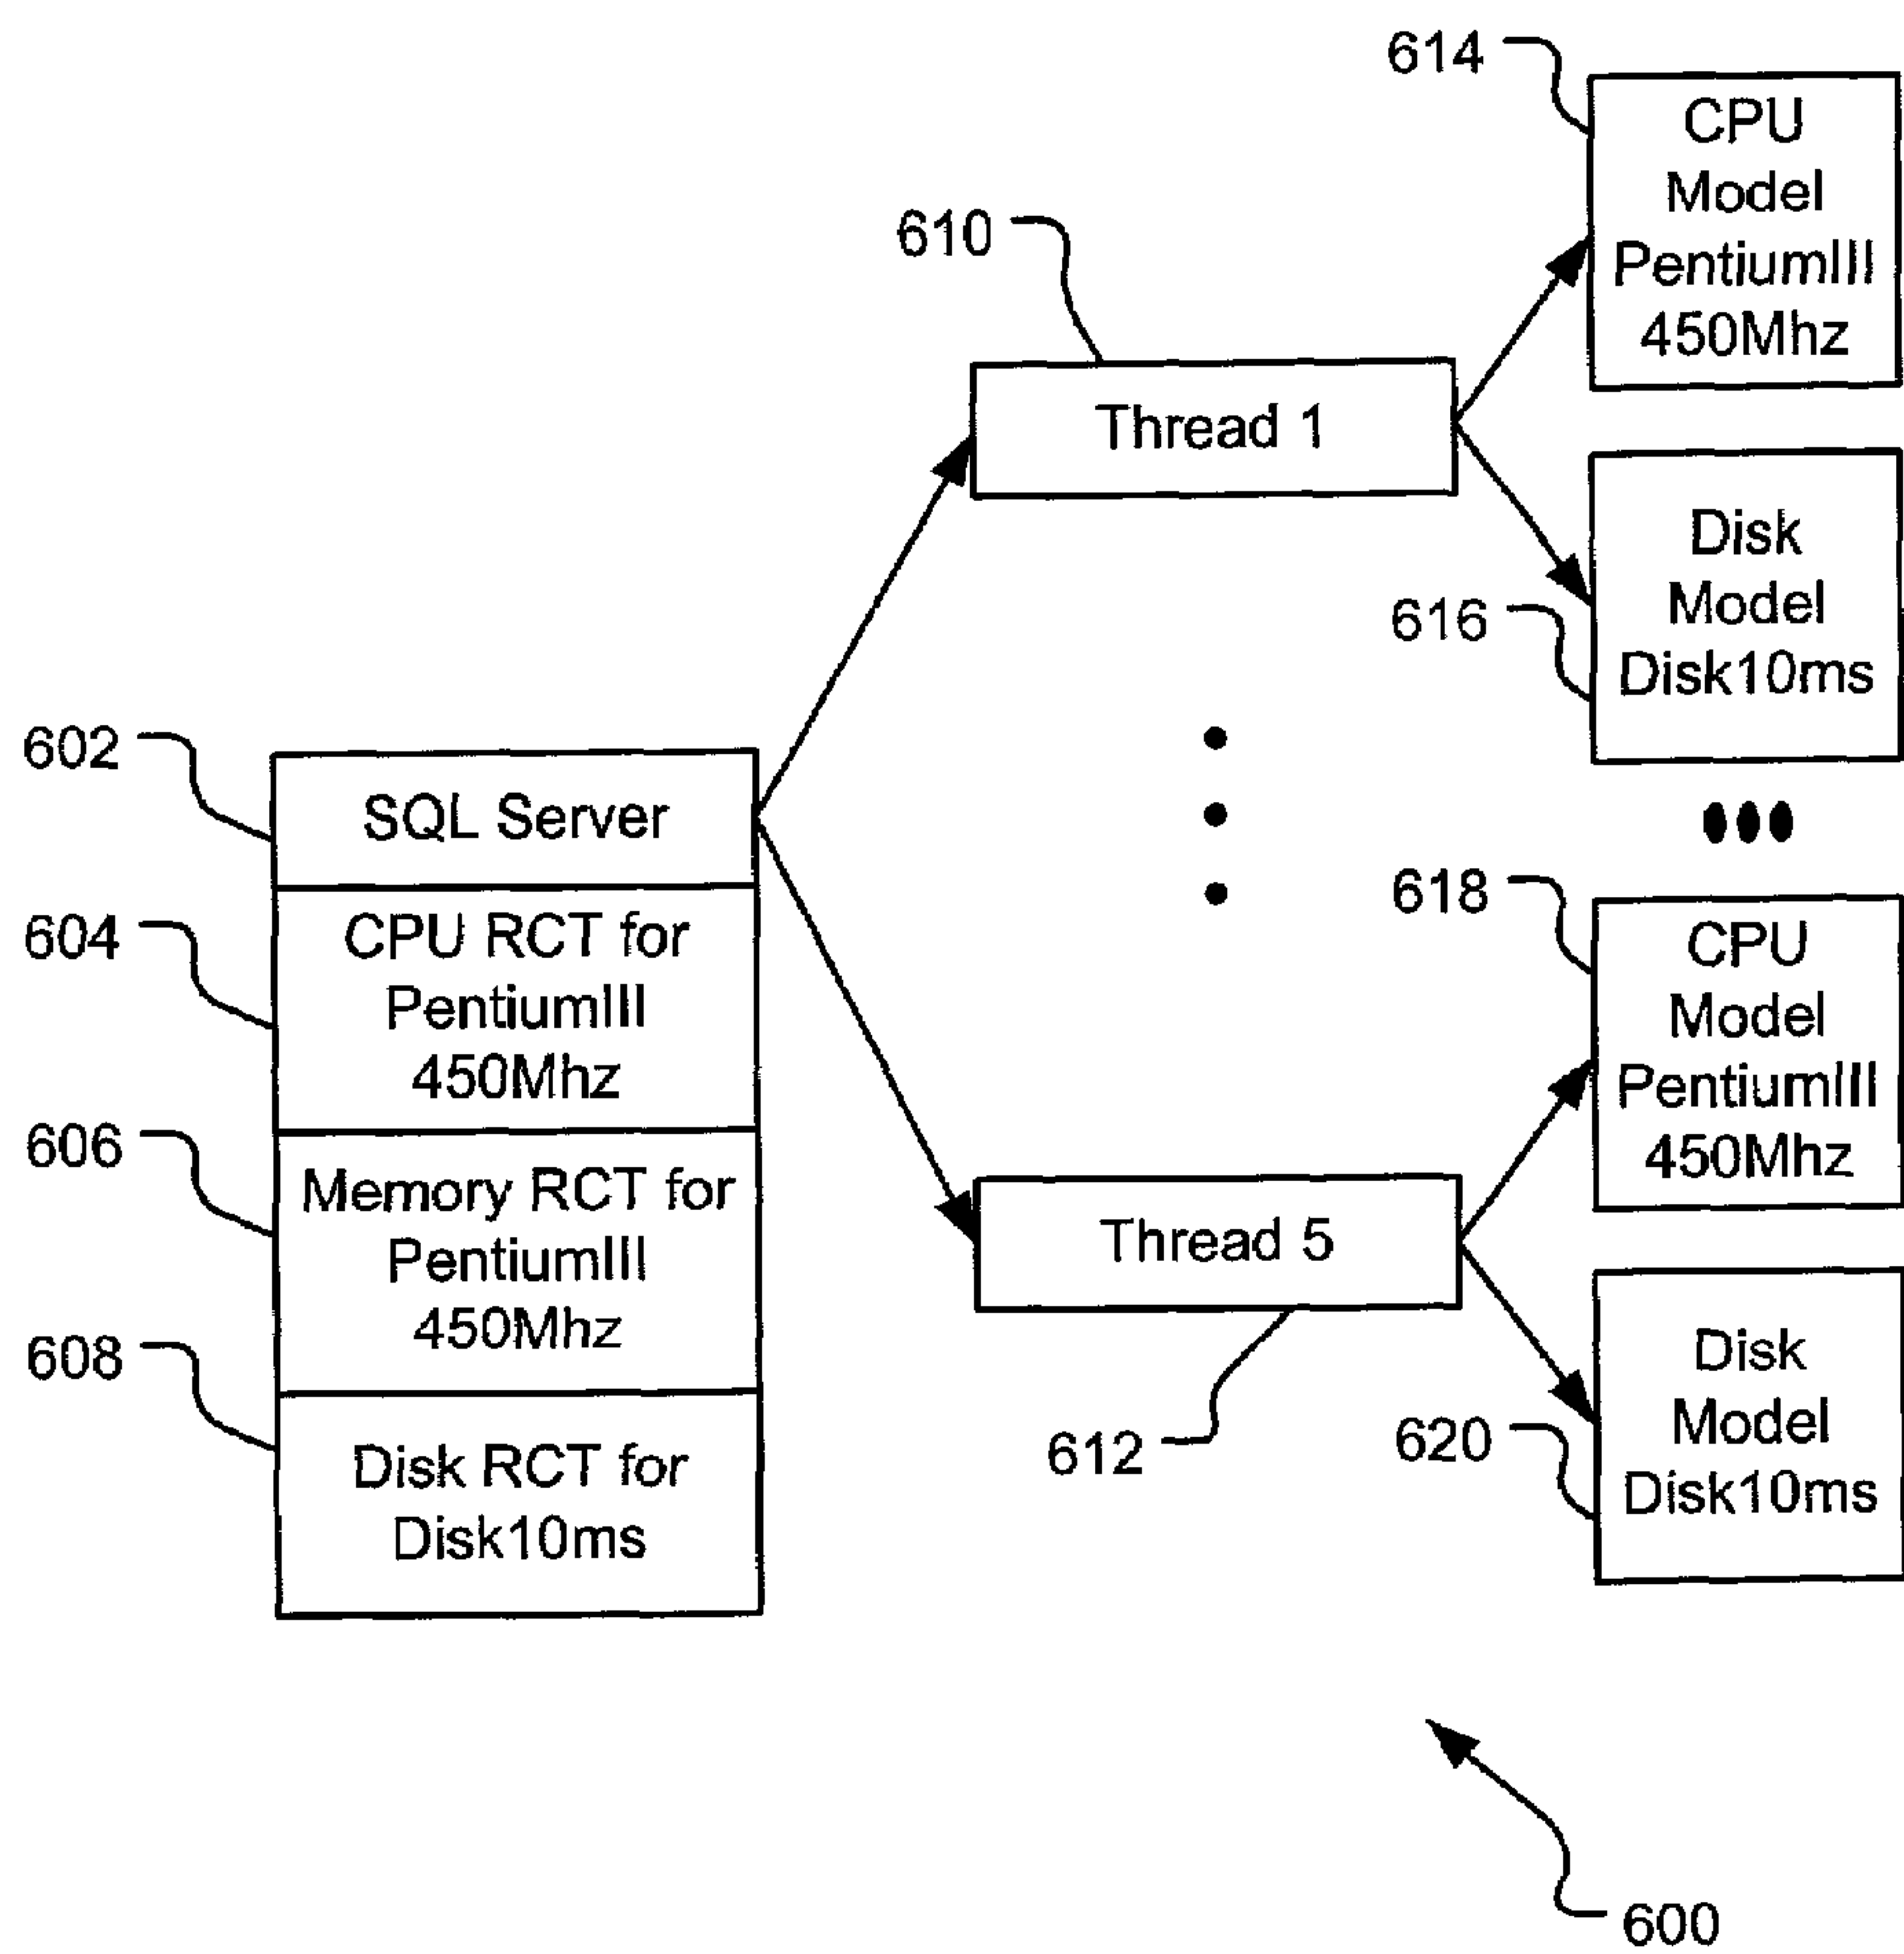 602
SQL Server
604
CPU RCT for
PentiumIII
450Mhz
606
Memory RCT for
PentiumIII
450Mhz
608
Disk RCT for
Disk10ms
610
Thread 1
612
Thread 5
614
CPU
Model
PentiumIII
450Mhz
616
Disk
Model
Disk10ms
618
CPU
Model
PentiumIII
450Mhz
620
Disk
Model
Disk10ms
600